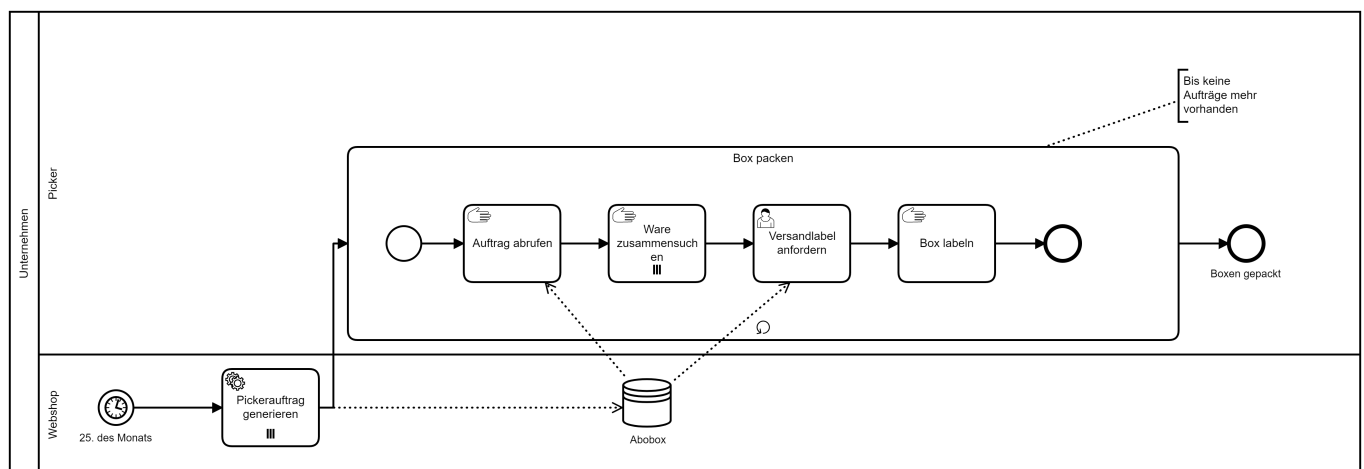 Bis keine
Aufträge mehr
vorhanden
Box packen
Picker
Unternehmen
Auftrag abrufen
Ware
zusammensuch
en
Versandlabel
anfordern
Box labeln
Boxen gepackt
Webshop
Pickerauftrag
generieren
25. des Monats
Abobox